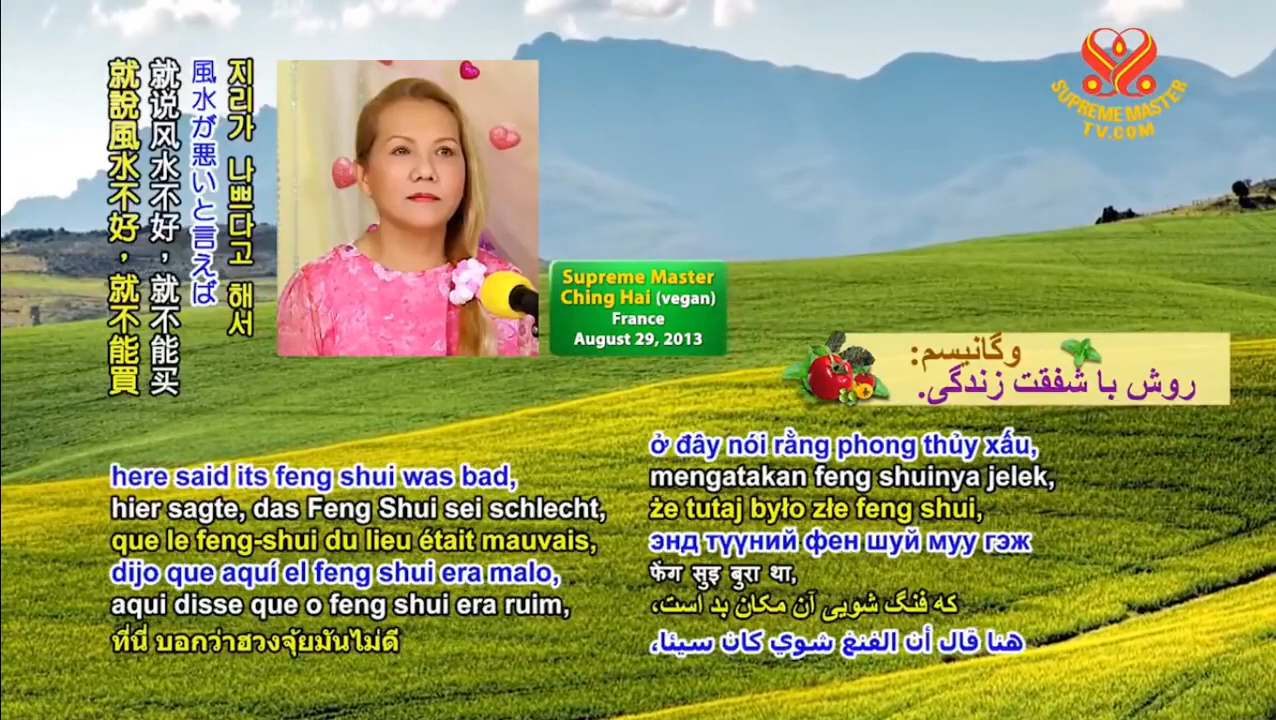 就說風水不好，就不能買
就说风水不好，就不能买
風水が悪いと言えば
지리가 나쁘다고 해서
SUPREME MASTER
TV.COM
Supreme Master
Ching Hai (vegan)
France
August 29, 2013
وگانیسم:
روش با شفقت زندگی.
here said its feng shui was bad,
hier sagte, das Feng Shui sei schlecht,
que le feng-shui du lieu était mauvais,
dijo que aquí el feng shui era malo,
aqui disse que o feng shui era ruim,
ที่นี่ บอกว่าฮวงจุ้ยมันไม่ดี
ở đây nói rằng phong thủy xấu,
mengatakan feng shuinya jelek,
że tutaj było złe feng shui,
энд түүний фен шуй муу гэж
फेंग सुइ बुरा था,
که فنگ شویی آن مکان بد است،
هنا قال أن الفنغ شوي كان سيئا،